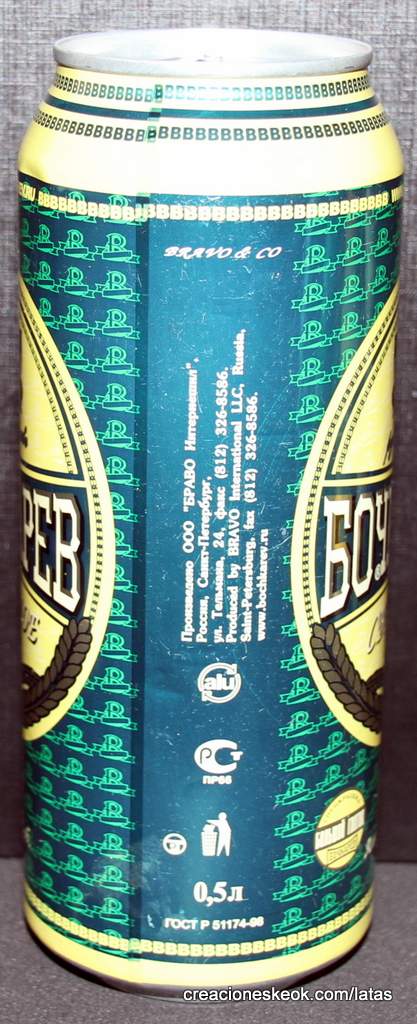 BRAVO & CO
Произведено ООО "БРАВО Интернешнл".
Россия, Санкт-Петербург,
ул. Тельмана, 24, факс (812) 326-8586.
Produced by BRAVO International LLC, Russia,
Saint-Petersburg, fax (812) 326-8586.
www.bochkarev.ru
РЕВ
БОЧ
alu
ПР65
0,5л
ГОСТ Р 51174-98
creacioneskeok.com/latas